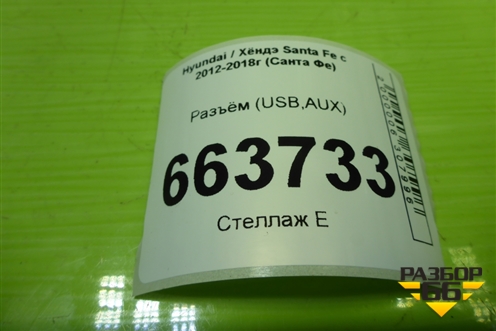 Hyundai / Хёндэ Santa Fe с
2012-2018г (Санта Фе)
Разъём (USB,AUX)
663733
Стеллаж Е
РАЗБОР
66